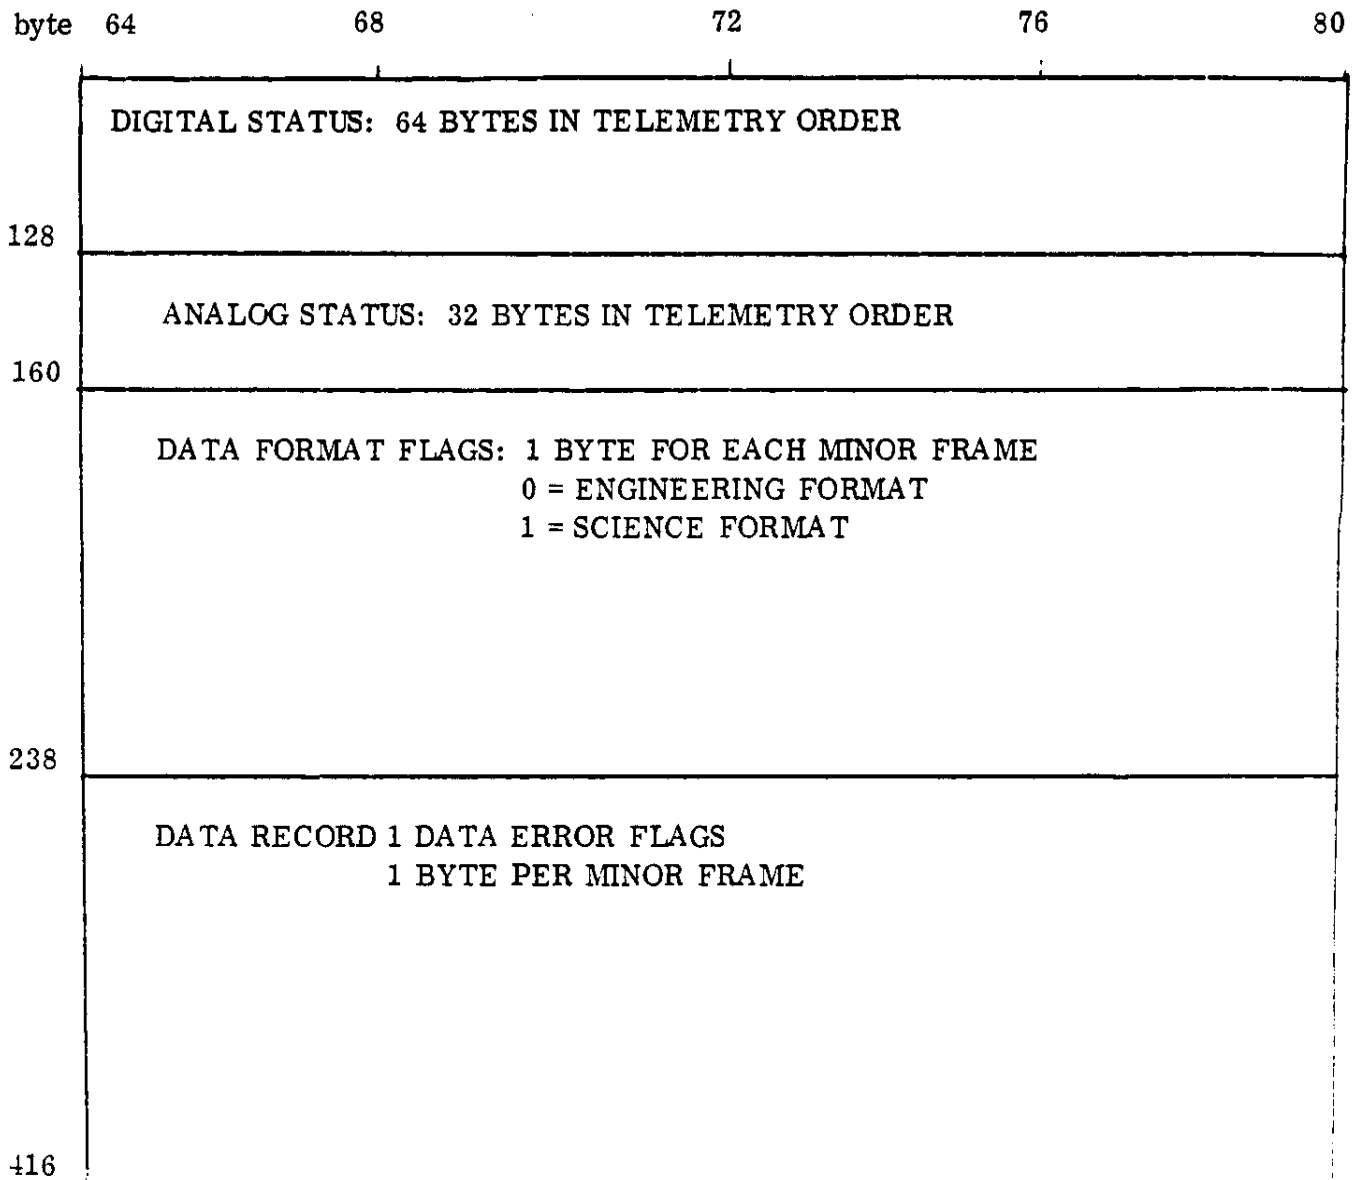 byte 64 68 72 76 80
DIGITAL STATUS: 64 BYTES IN TELEMETRY ORDER
128
ANALOG STATUS: 32 BYTES IN TELEMETRY ORDER
160
DATA FORMAT FLAGS: 1 BYTE FOR EACH MINOR FRAME
0 = ENGINEERING FORMAT
1 = SCIENCE FORMAT
238
DATA RECORD 1 DATA ERROR FLAGS
1 BYTE PER MINOR FRAME
416